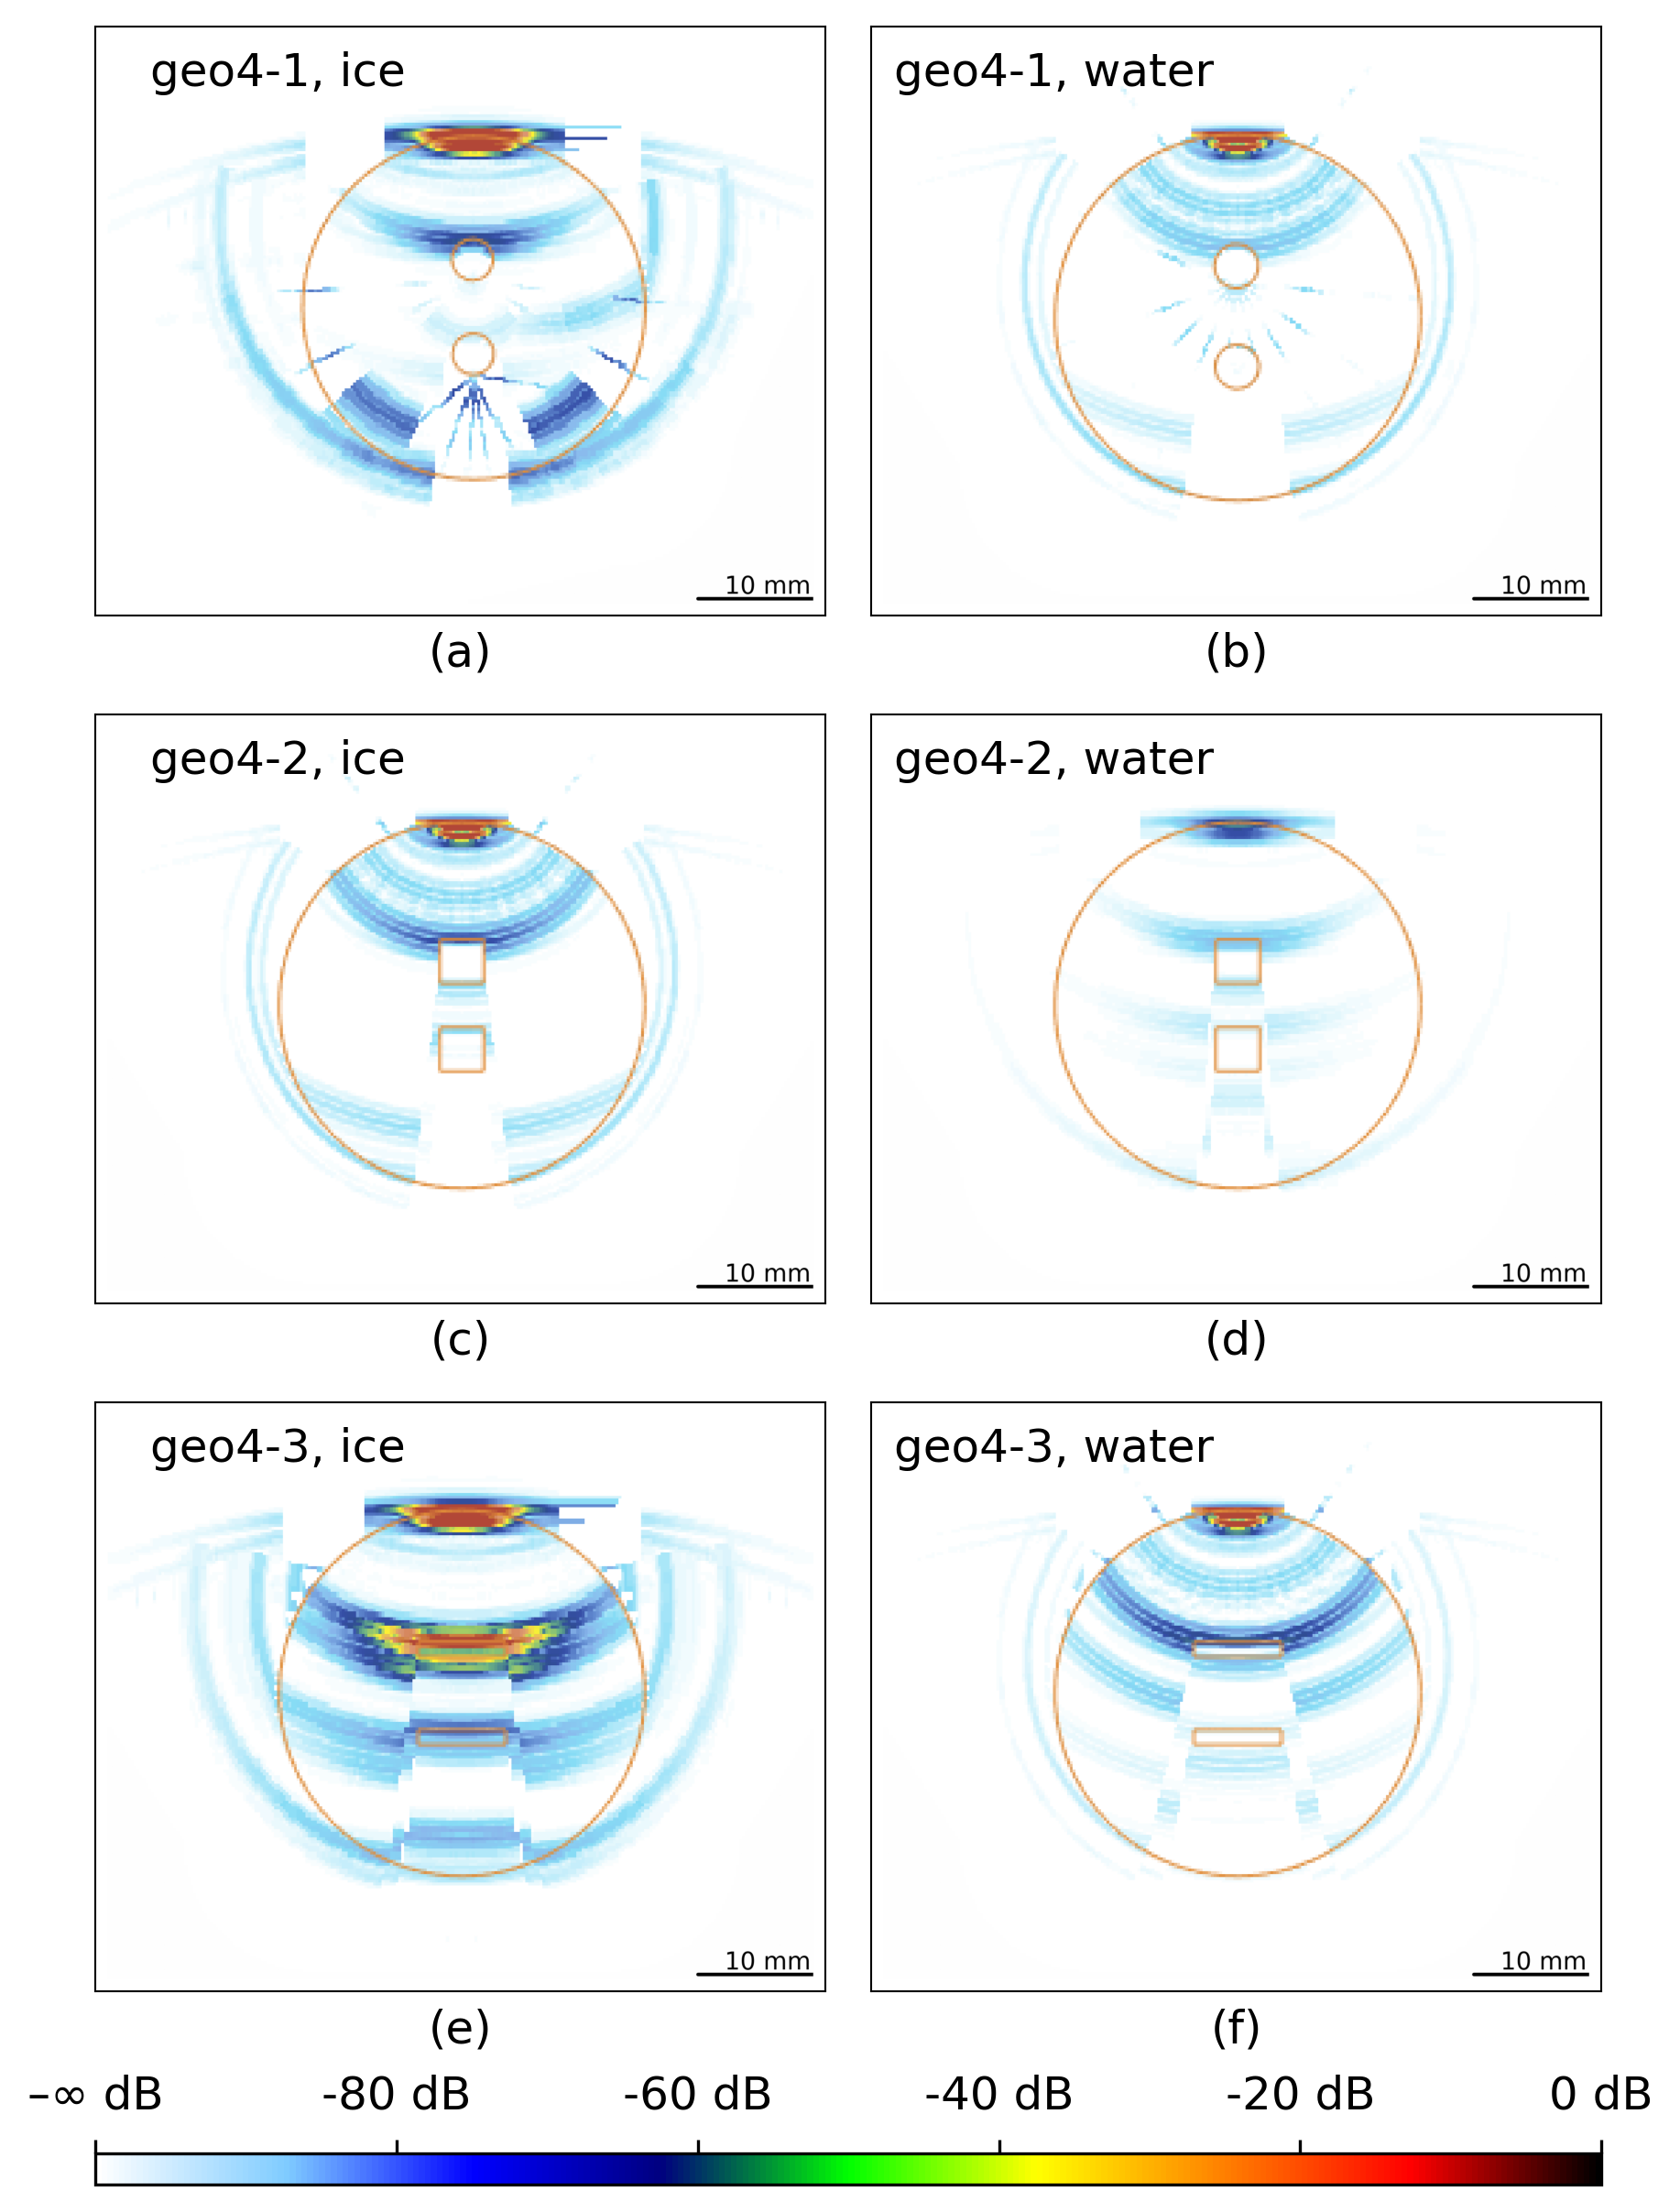 geo4-1, ice
10 mm
(a)
geo4-1, water
10 mm
(b)
geo4-2, ice
10 mm
(c)
geo4-2, water
10 mm
(d)
geo4-3, ice
10 mm
(e)
geo4-3, water
10 mm
(f)
–∞ dB -80 dB -60 dB -40 dB -20 dB 0 dB